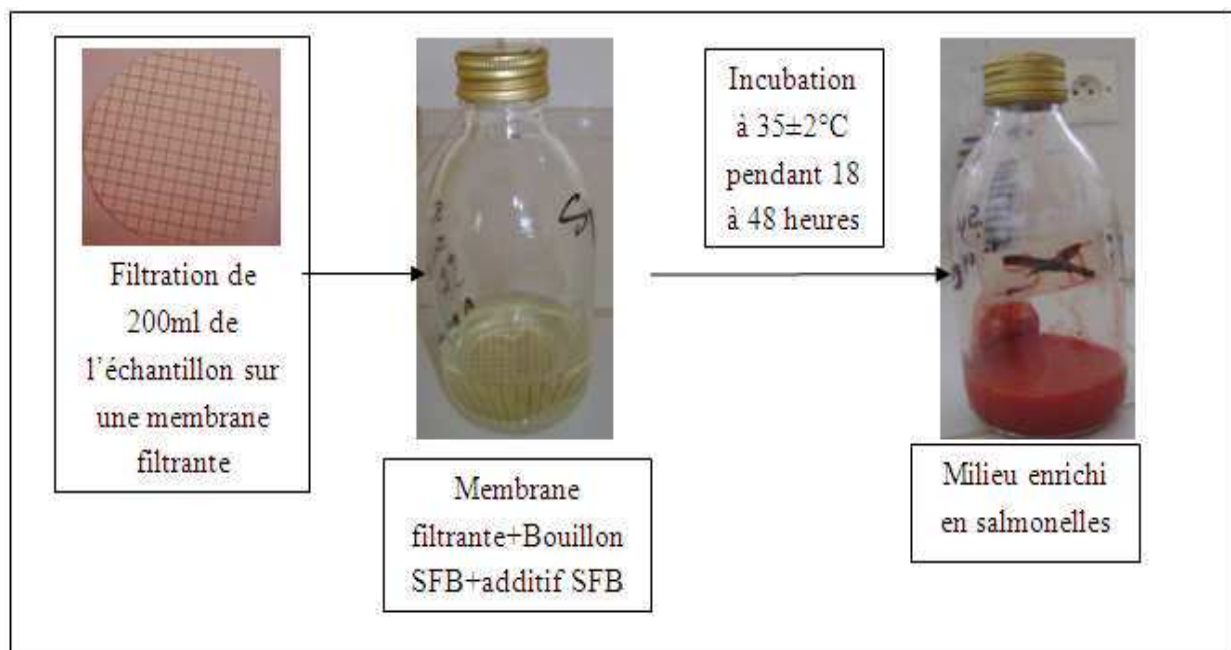 Filtration de
200ml de
l'échantillon sur
une membrane
filtrante
Membrane
filtrante+Bouillon
SFB+additif SFB
Incubation
à 35±2°C
pendant 18
à 48 heures
Milieu enrichi
en salmonelles